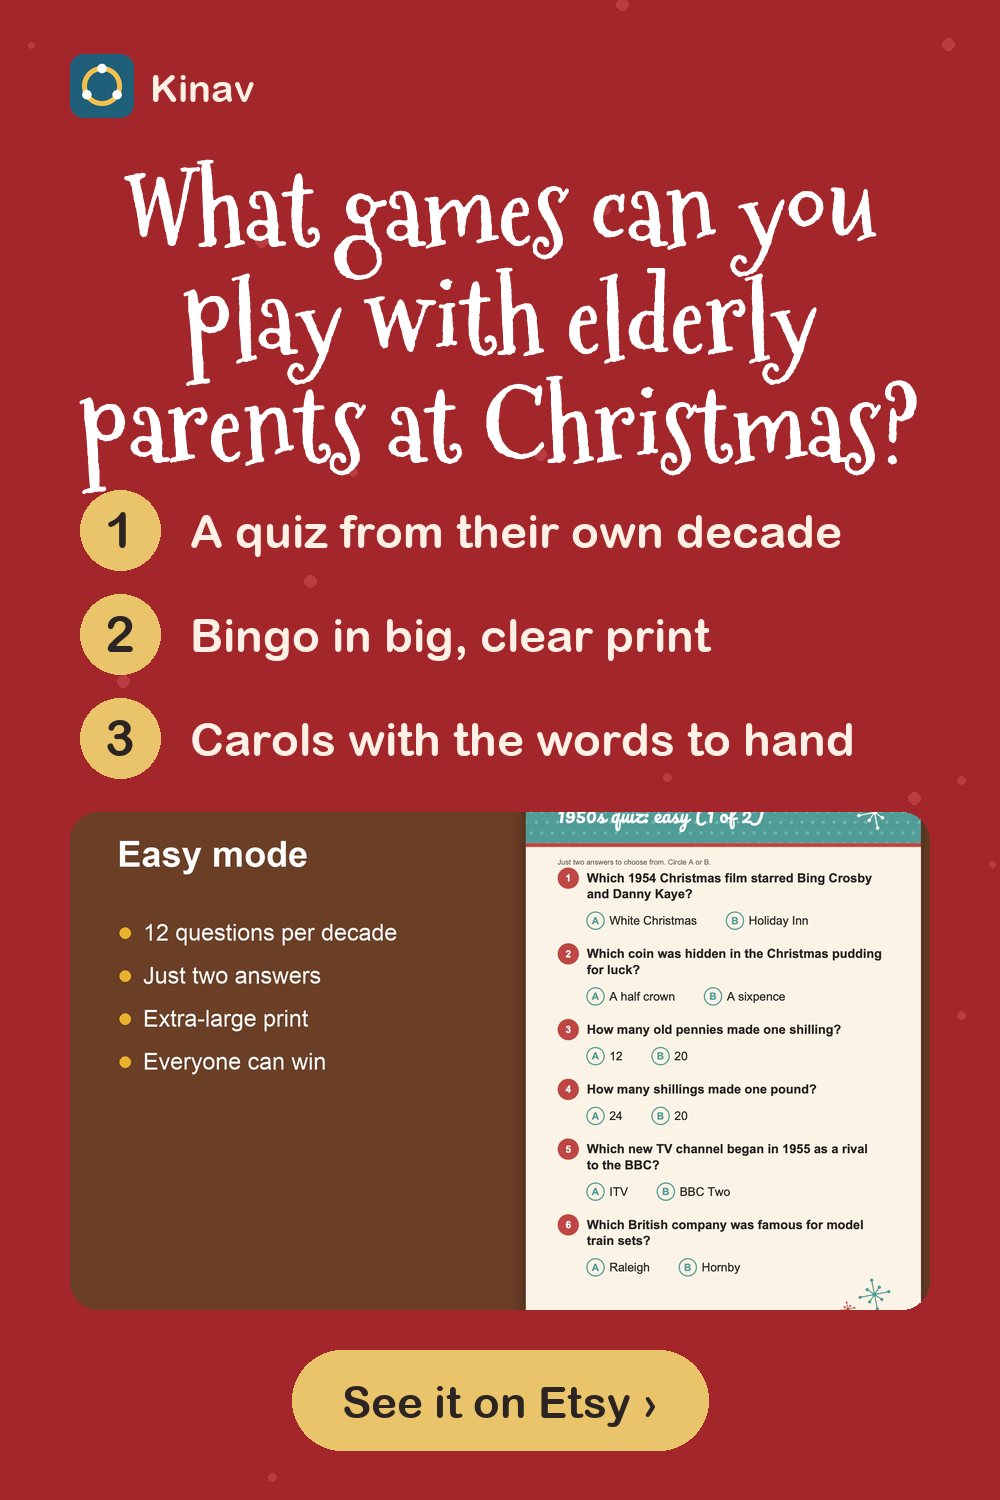 Kinav
What games can you
play with elderly
parents at Christmas?
1 A quiz from their own decade
2 Bingo in big, clear print
3 Carols with the words to hand
Easy mode
12 questions per decade
Just two answers
Extra-large print
Everyone can win
1950s quiz: easy (1 of 2)
Just two answers to choose from. Circle A or B.
1 Which 1954 Christmas film starred Bing Crosby
and Danny Kaye?
A White Christmas B Holiday Inn
2 Which coin was hidden in the Christmas pudding
for luck?
A A half crown B A sixpence
3 How many old pennies made one shilling?
A 12 B 20
4 How many shillings made one pound?
A 24 B 20
5 Which new TV channel began in 1955 as a rival
to the BBC?
A ITV B BBC Two
6 Which British company was famous for model
train sets?
A Raleigh B Hornby
See it on Etsy ›